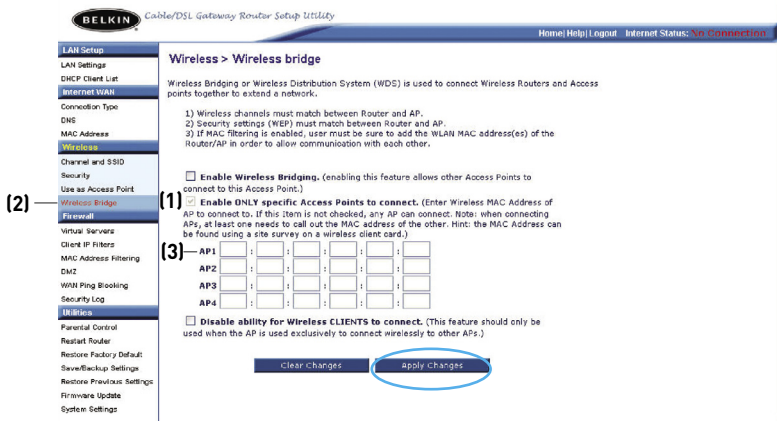 BELKIN Cable/DSL Gateway Router Setup Utility
Home|Help|Logout Internet Status: No Connection
LAN Setup
LAN Settings
DHCP Client List
Internet WAN
Connection Type
DNS
MAC Address
Wireless
Channel and SSID
Security
Use as Access Point
(2) Wireless Bridge
Firewall
Virtual Servers
Client IP Filters
MAC Address Filtering
DMZ
WAN Ping Blocking
Security Log
Utilities
Parental Control
Restart Router
Restore Factory Default
Save/Backup Settings
Restore Previous Settings
Firmware Update
System Settings
Wireless > Wireless bridge
Wireless Bridging or Wireless Distribution System (WDS) is used to connect Wireless Routers and Access
points together to extend a network.
1) Wireless channels must match between Router and AP.
2) Security settings (WEP) must match between Router and AP.
3) If MAC filtering is enabled, user must be sure to add the WLAN MAC address(es) of the
Router/AP in order to allow communication with each other.
Enable Wireless Bridging. (enabling this feature allows other Access Points to
connect to this Access Point.)
(1) Enable ONLY specific Access Points to connect. (Enter Wireless MAC Address of
AP to connect to. If this Item is not checked, any AP can connect. Note: when connecting
APs, at least one needs to call out the MAC address of the other. Hint: the MAC Address can
be found using a site survey on a wireless client card.)
(3) AP1 : : : : :
AP2 : : : : :
AP3 : : : : :
AP4 : : : : :
Disable ability for Wireless CLIENTS to connect. (This feature should only be
used when the AP is used exclusively to connect wirelessly to other APs.)
Clear Changes Apply Changes